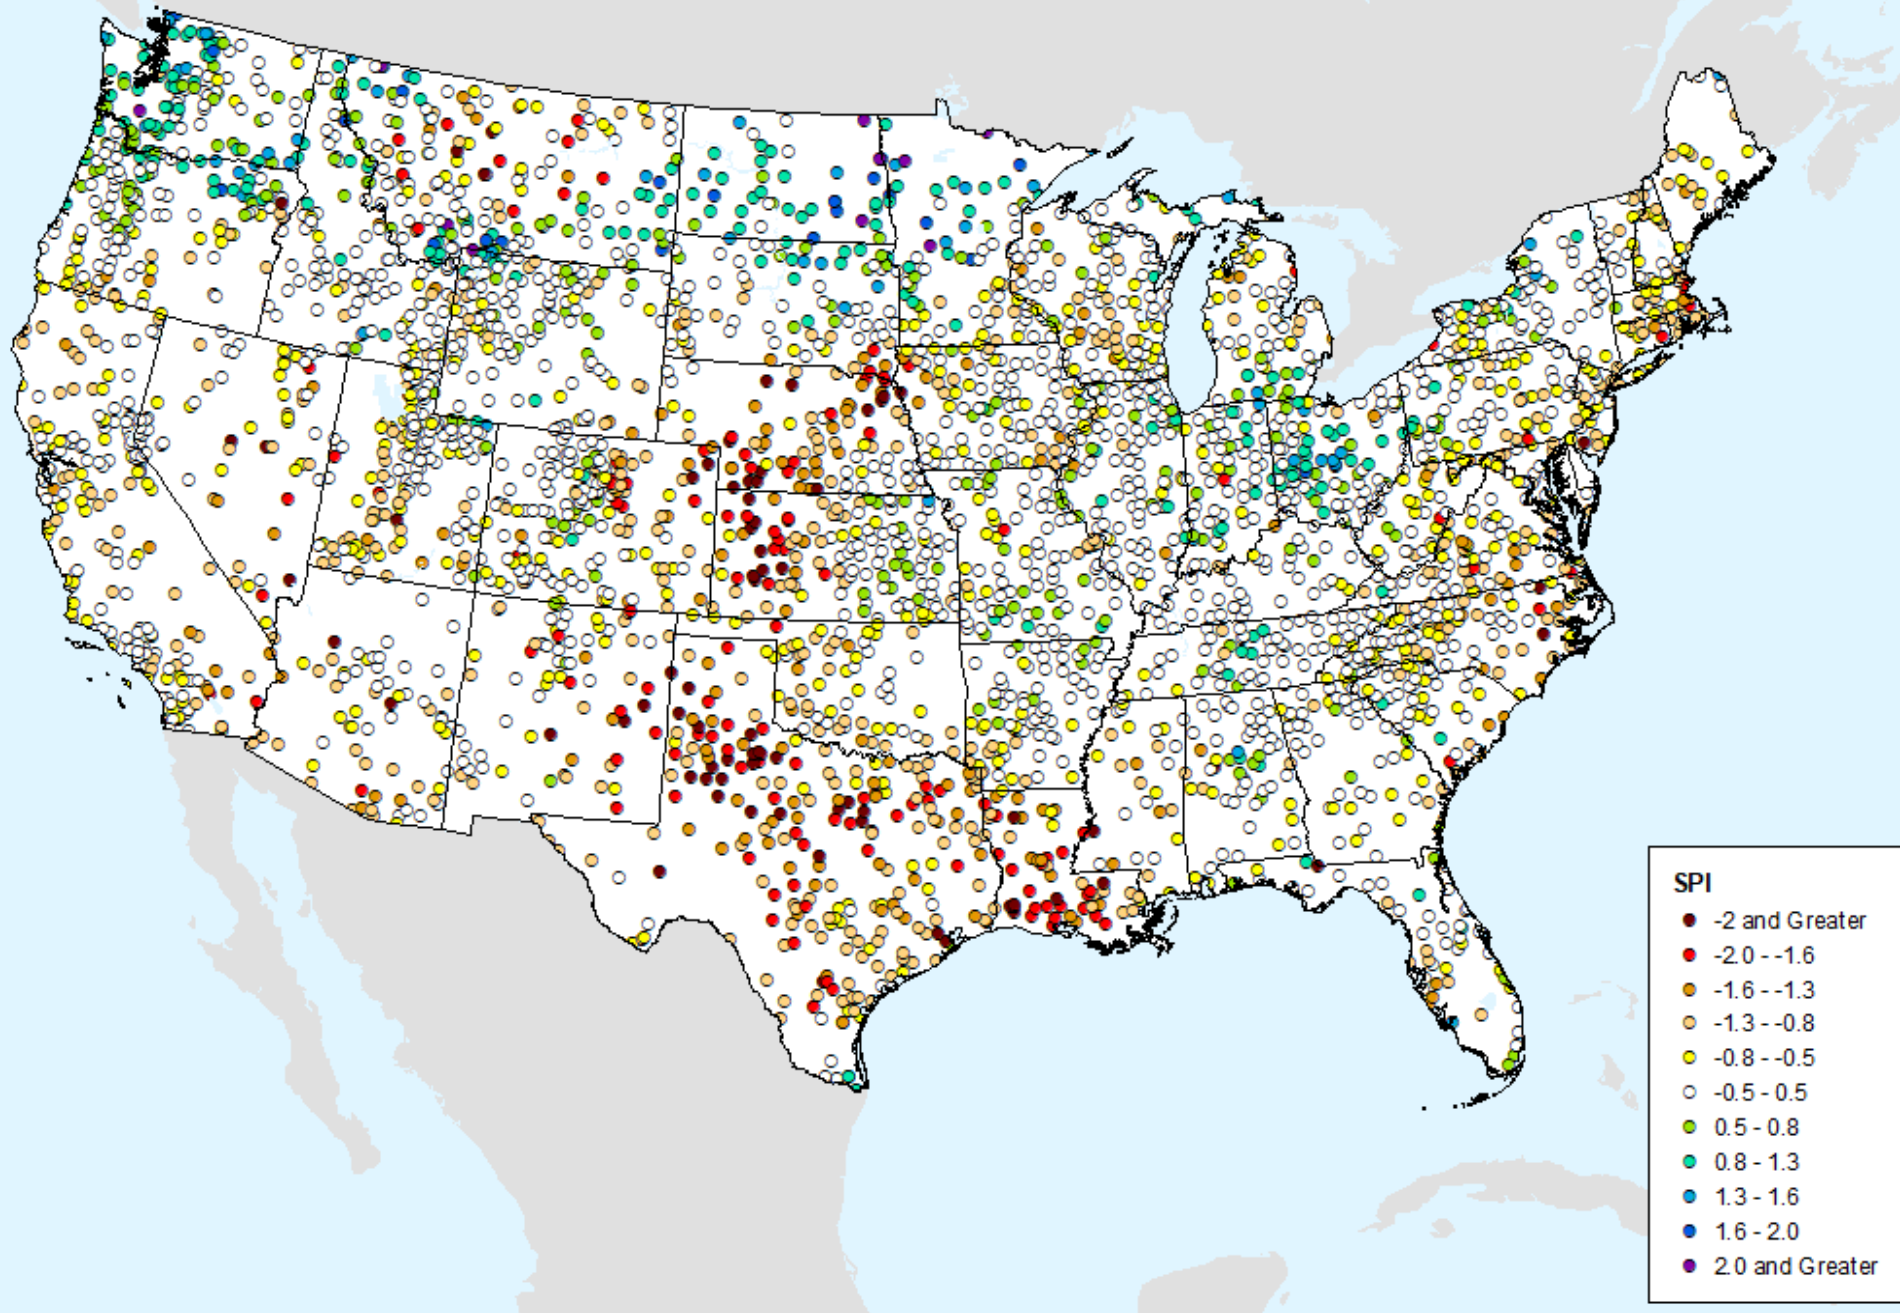 SPI
-2 and Greater
-2.0 - -1.6
-1.6 - -1.3
-1.3 - -0.8
-0.8 - -0.5
-0.5 - 0.5
0.5 - 0.8
0.8 - 1.3
1.3 - 1.6
1.6 - 2.0
2.0 and Greater